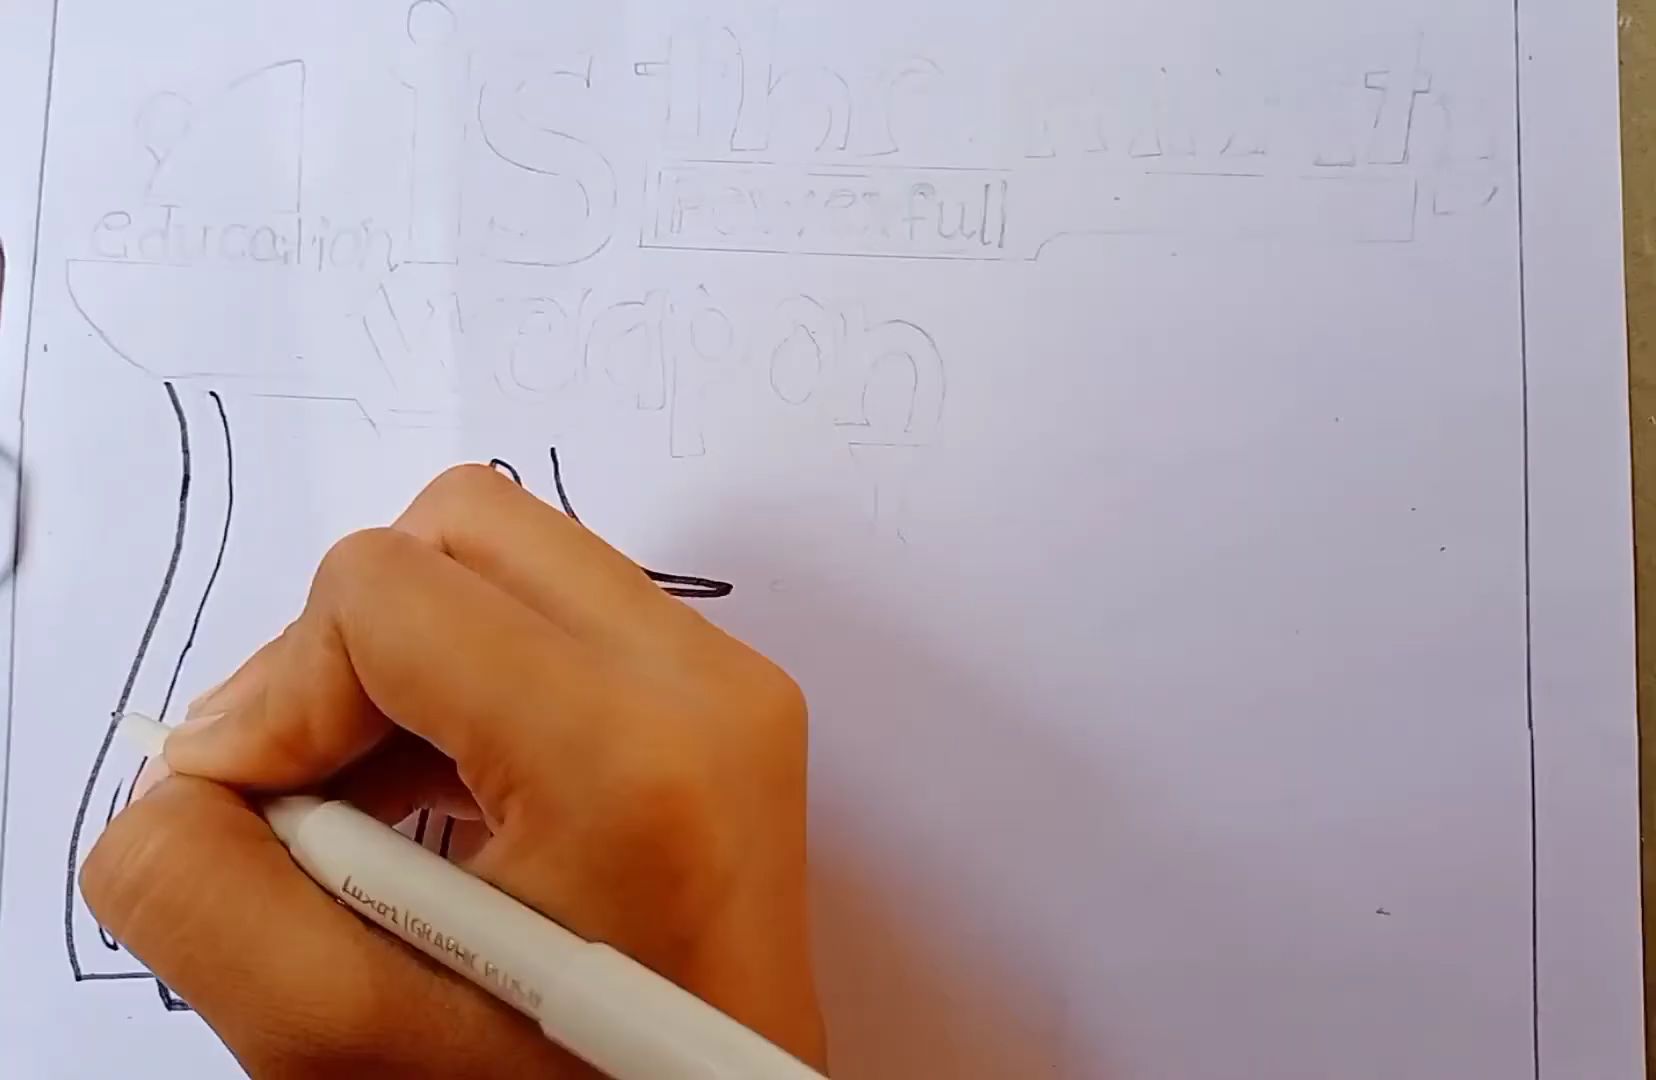 is the
education
Powerfull
weapon
Luxor | GRAPHIC PLUS-N